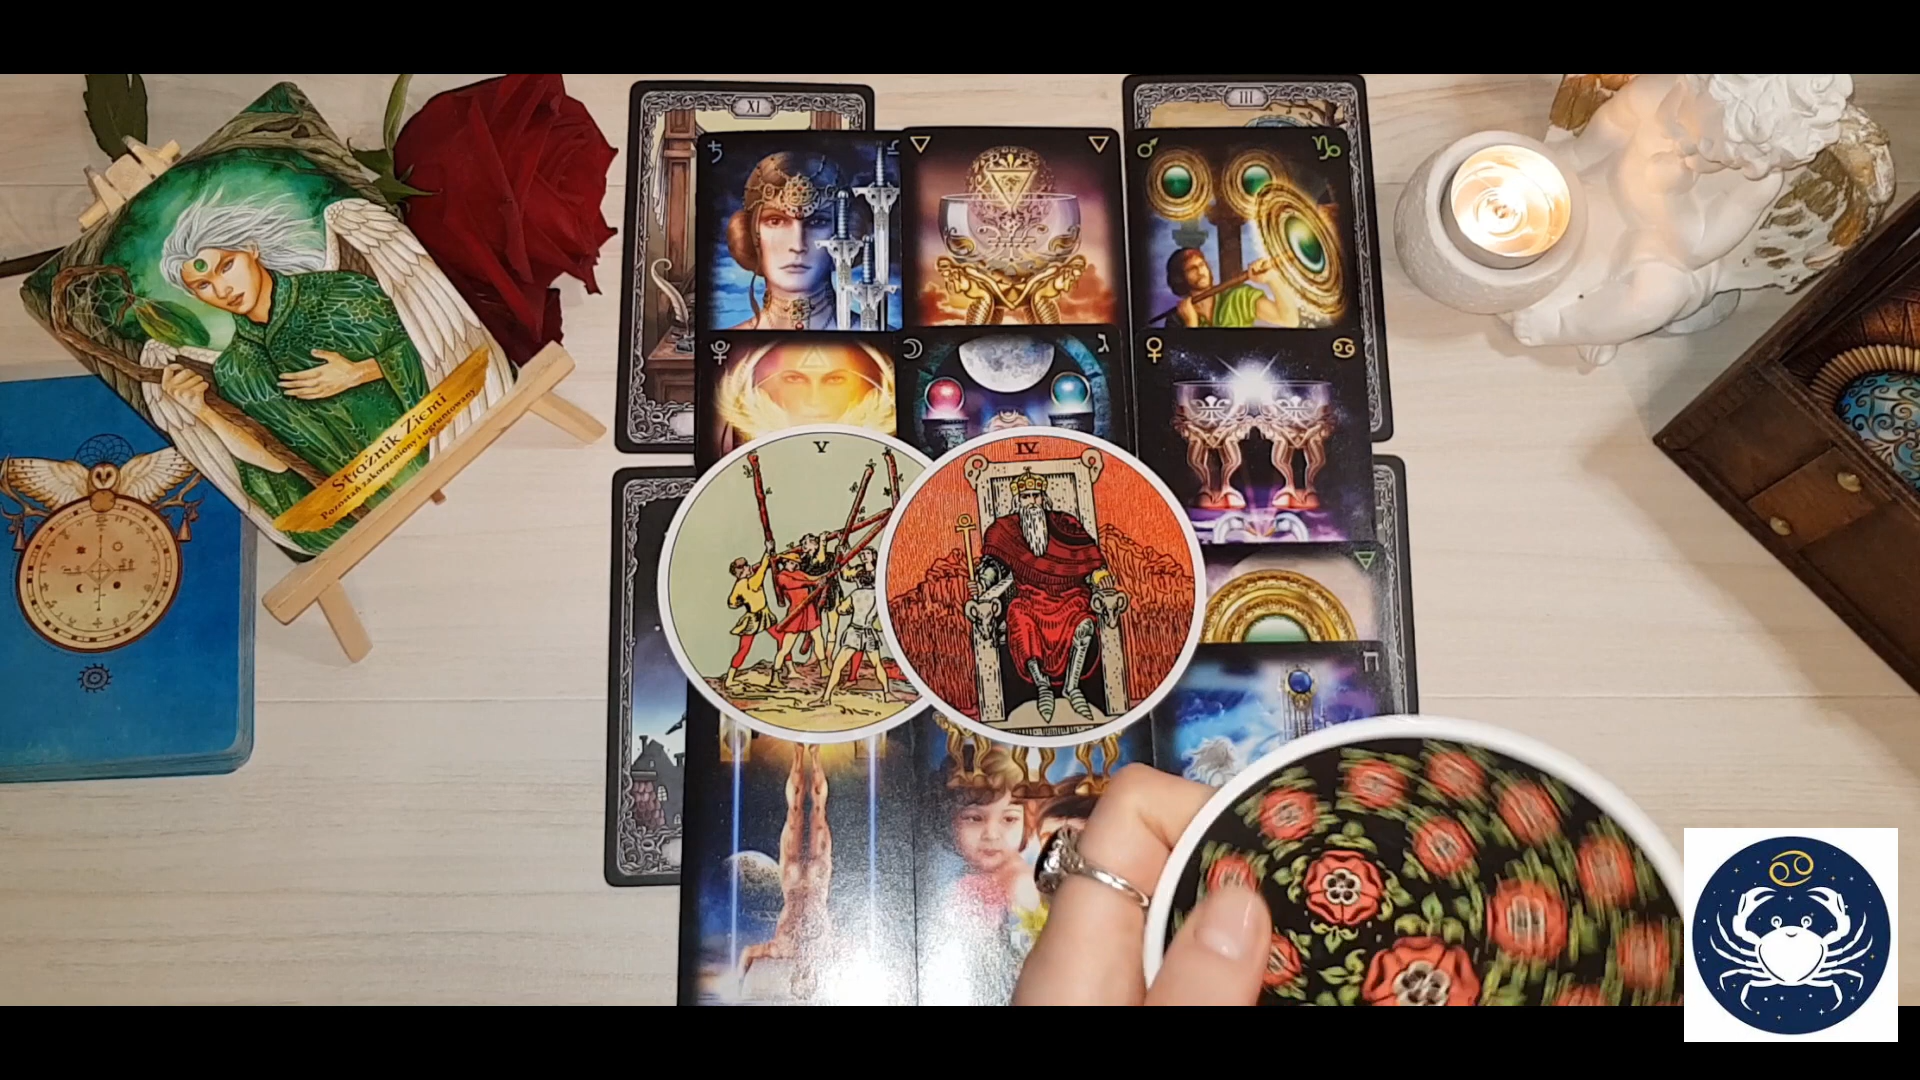 XI
III
Strażnik Ziemi
Pozostań zakorzeniony i ugruntowany
V
IV